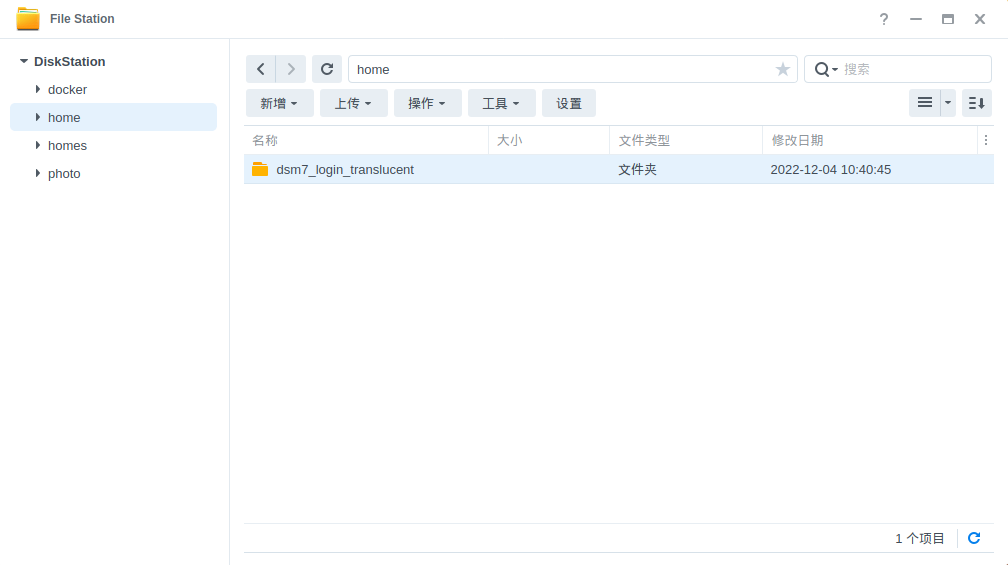 File Station
DiskStation
docker
home
homes
photo
home
搜索
新增 上传 操作 工具 设置
名称 大小 文件类型 修改日期
dsm7_login_translucent 文件夹 2022-12-04 10:40:45
1 个项目